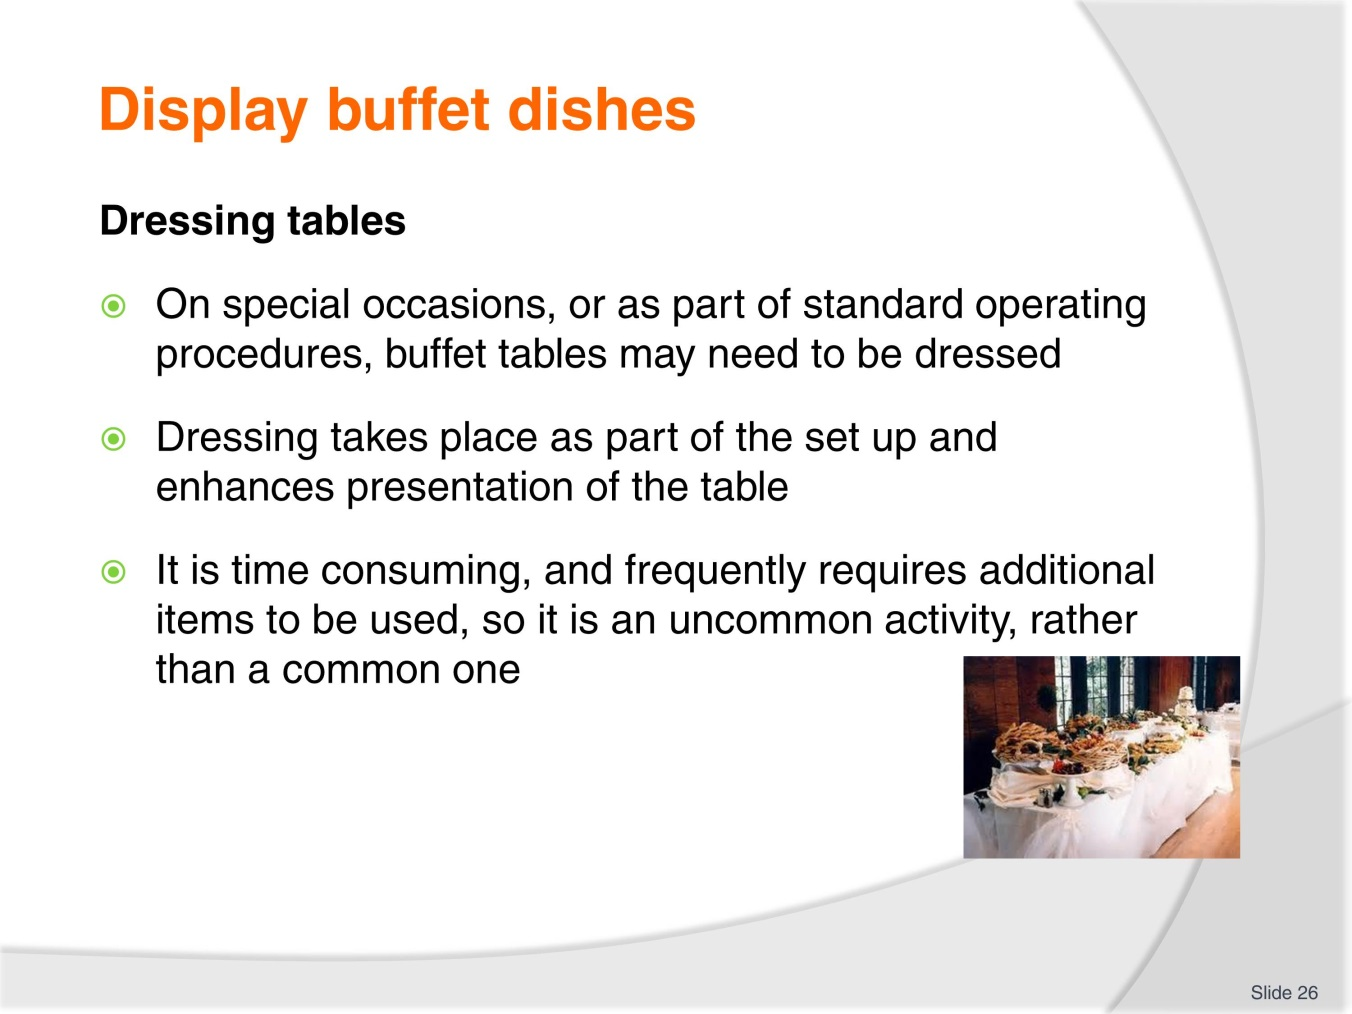 Display buffet dishes
Dressing tables
On special occasions, or as part of standard operating
procedures, buffet tables may need to be dressed
Dressing takes place as part of the set up and
enhances presentation of the table
It is time consuming, and frequently requires additional
items to be used, so it is an uncommon activity, rather
than a common one
Slide 26